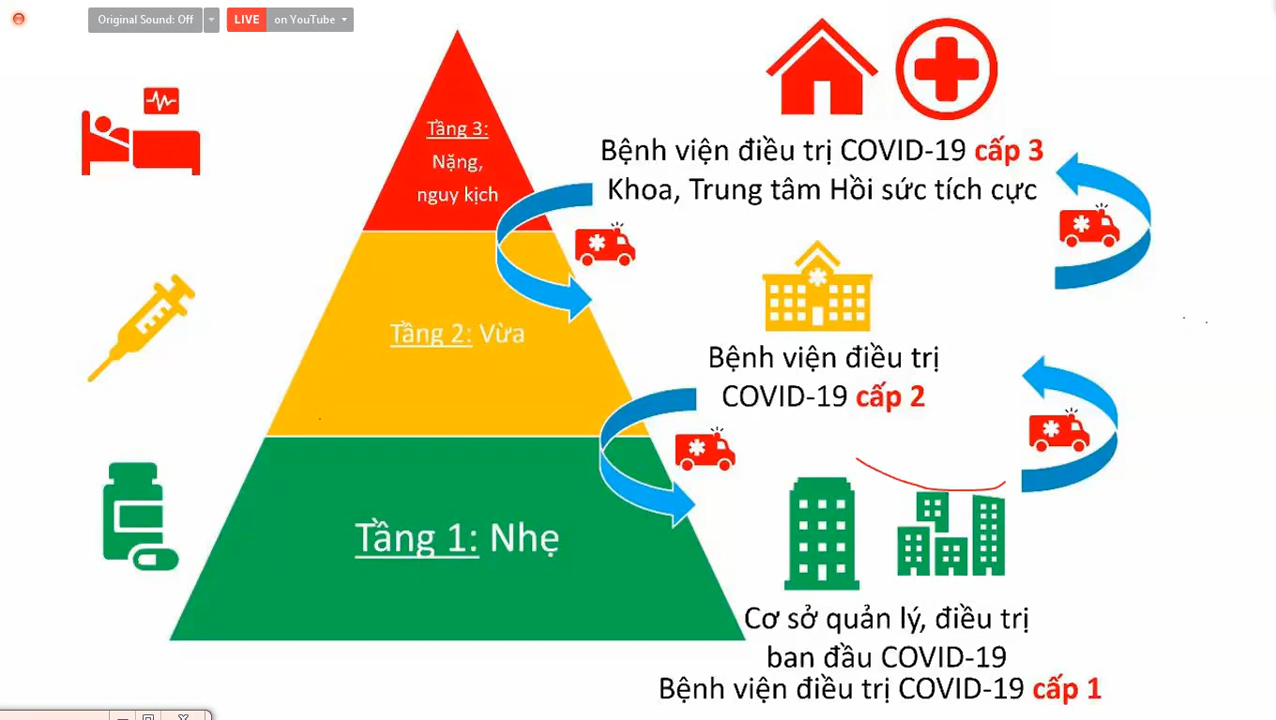 Original Sound: Off
LIVE on YouTube
Tầng 3:
Nặng,
nguy kịch
Bệnh viện điều trị COVID-19 cấp 3
Khoa, Trung tâm Hồi sức tích cực
Tầng 2: Vừa
Bệnh viện điều trị
COVID-19 cấp 2
Tầng 1: Nhẹ
Cơ sở quản lý, điều trị
ban đầu COVID-19
Bệnh viện điều trị COVID-19 cấp 1